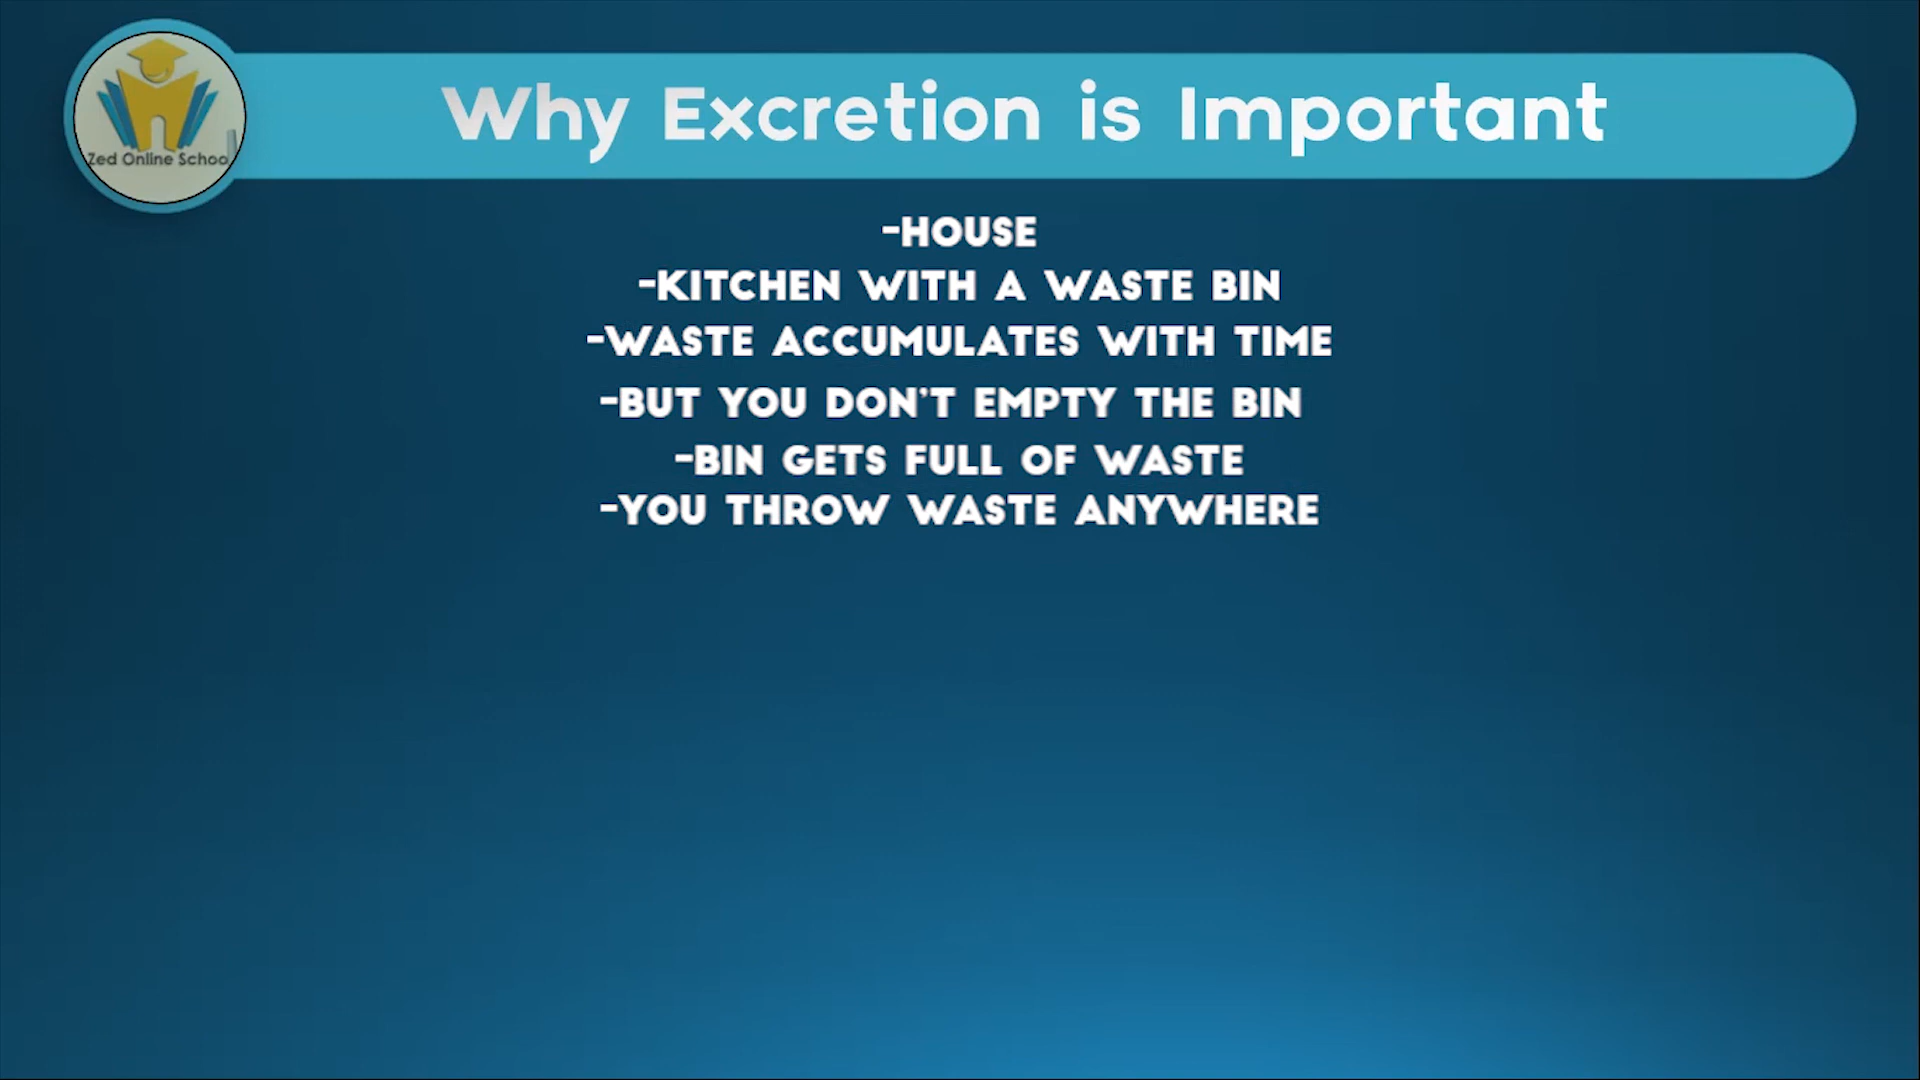 Zed Online School
Why Excretion is Important
-HOUSE
-KITCHEN WITH A WASTE BIN
-WASTE ACCUMULATES WITH TIME
-BUT YOU DON'T EMPTY THE BIN
-BIN GETS FULL OF WASTE
-YOU THROW WASTE ANYWHERE